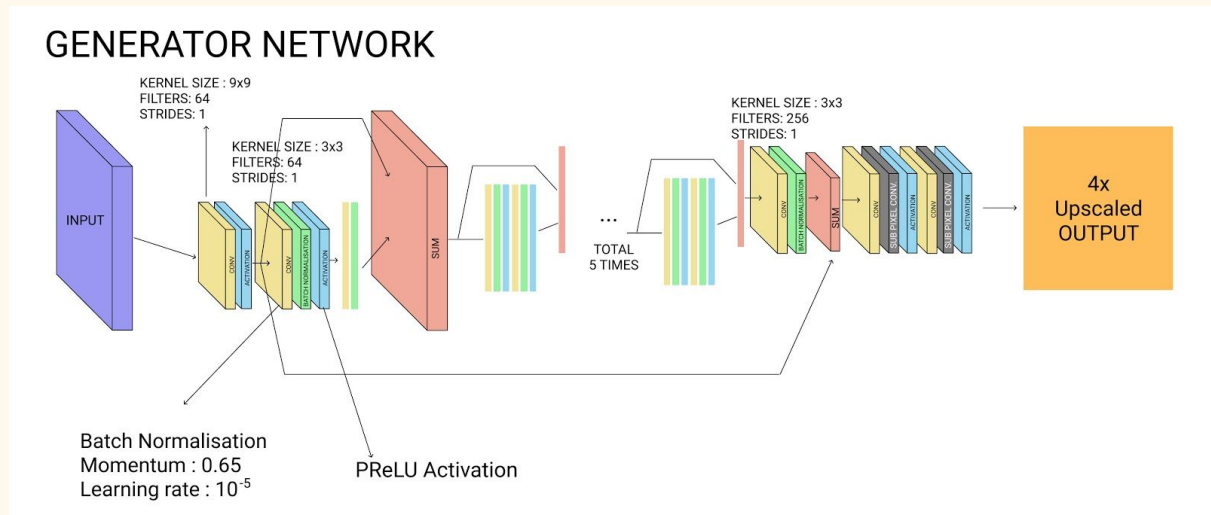 GENERATOR NETWORK
KERNEL SIZE : 9x9
FILTERS: 64
STRIDES: 1
KERNEL SIZE : 3x3
FILTERS: 64
STRIDES: 1
KERNEL SIZE : 3x3
FILTERS: 256
STRIDES: 1
INPUT
CONV
ACTIVATION
CONV
BATCH NORMALISATION
ACTIVATION
SUM
...
TOTAL
5 TIMES
CONV
BATCH NORMALISATION
SUM
CONV
SUB PIXEL CONV.
ACTIVATION
CONV
SUB PIXEL CONV.
ACTIVATION
4x
Upscaled
OUTPUT
Batch Normalisation
Momentum : 0.65
Learning rate : 10⁻⁵
PReLU Activation